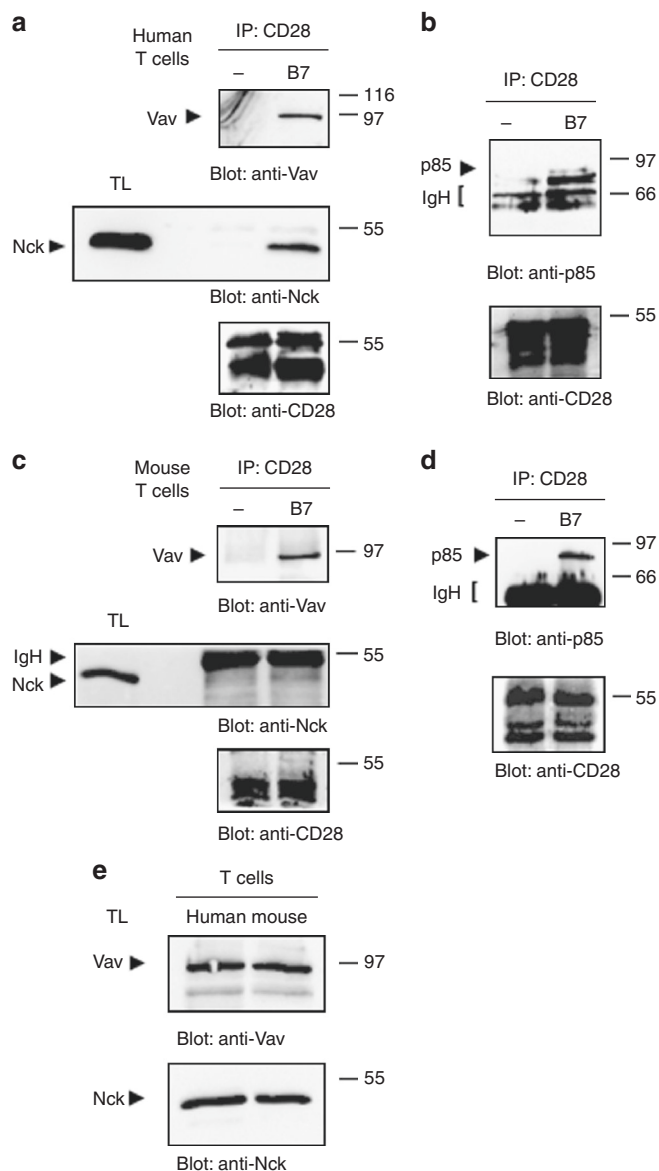 a
Human
T cells
IP: CD28
– B7
Vav
116
97
Blot: anti-Vav
TL
Nck
55
Blot: anti-Nck
55
Blot: anti-CD28
b
IP: CD28
– B7
p85
IgH [
97
66
Blot: anti-p85
55
Blot: anti-CD28
c
Mouse
T cells
IP: CD28
– B7
Vav
97
Blot: anti-Vav
TL
IgH
Nck
55
Blot: anti-Nck
55
Blot: anti-CD28
d
IP: CD28
– B7
p85
IgH [
97
66
Blot: anti-p85
55
Blot: anti-CD28
e
T cells
TL Human mouse
Vav
97
Blot: anti-Vav
Nck
55
Blot: anti-Nck